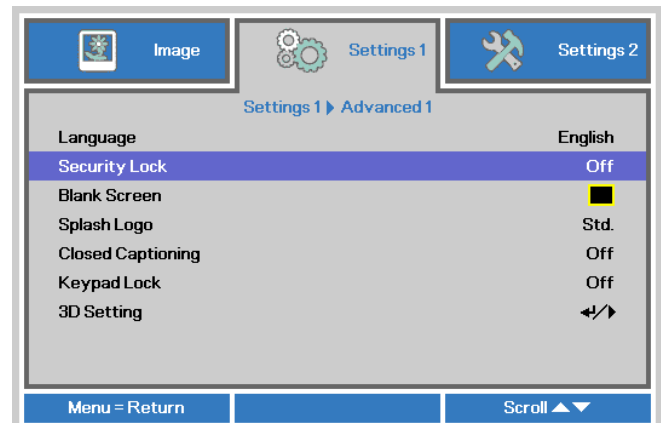 Image Settings 1 Settings 2
Settings 1 ▶ Advanced 1
Language English
Security Lock Off
Blank Screen
Splash Logo Std.
Closed Captioning Off
Keypad Lock Off
3D Setting ↵/▶
Menu = Return Scroll ▲▼